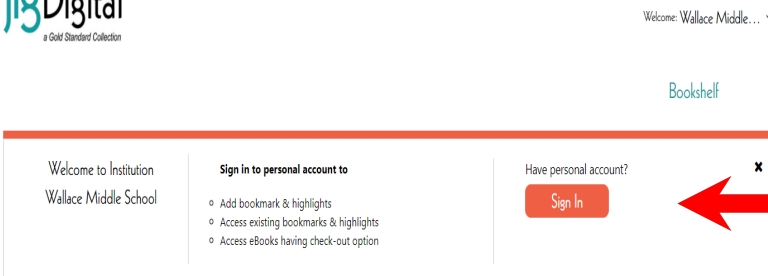 jlgDigital
a Gold Standard Collection
Welcome: Wallace Middle...
Bookshelf
Welcome to Institution
Wallace Middle School
Sign in to personal account to
Add bookmark & highlights
Access existing bookmarks & highlights
Access eBooks having check-out option
Have personal account?
Sign In